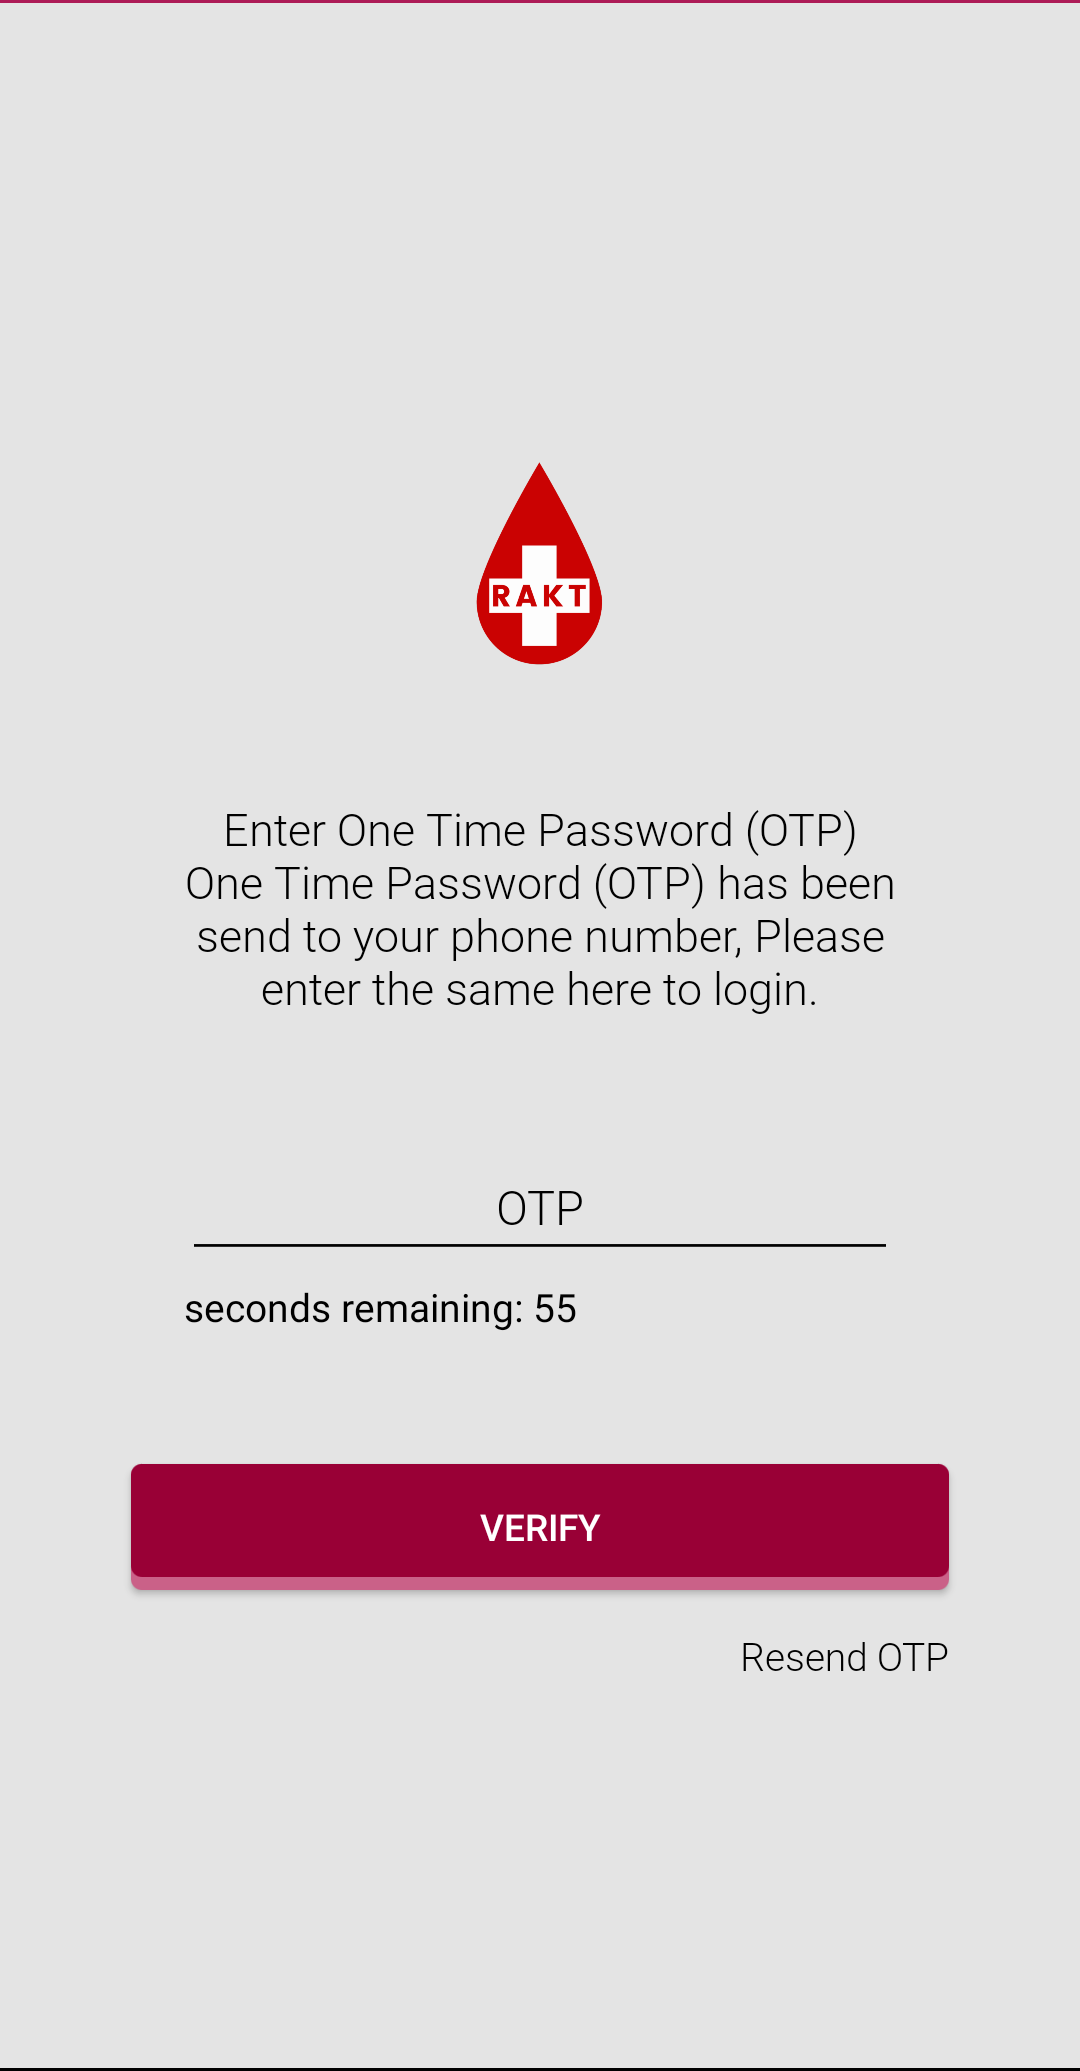 RAKT
Enter One Time Password (OTP)
One Time Password (OTP) has been
send to your phone number, Please
enter the same here to login.
OTP
seconds remaining: 55
VERIFY
Resend OTP